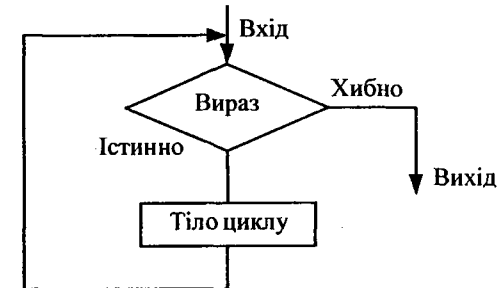 Вхід
Вираз
Хибно
Істинно
Вихід
Тіло циклу